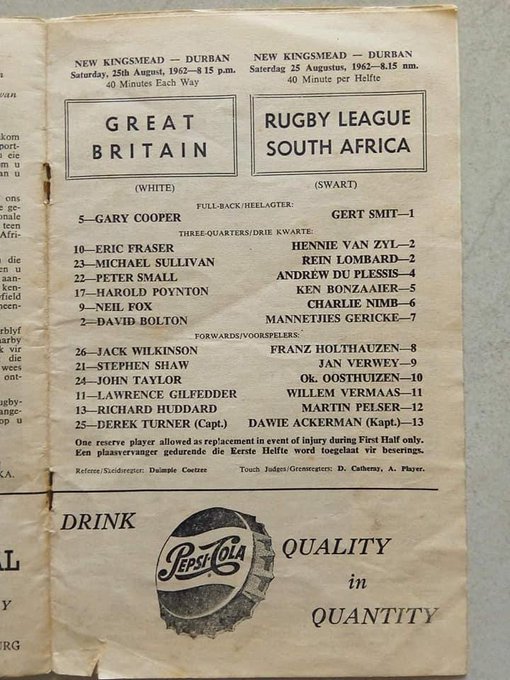 NEW KINGSMEAD — DURBAN
Saturday, 25th August, 1962—8 15 p.m.
40 Minutes Each Way
NEW KINGSMEAD — DURBAN
Saterdag 25 Augustus, 1962—8.15 nm.
40 Minute per Helfte
GREAT
BRITAIN
RUGBY LEAGUE
SOUTH AFRICA
(WHITE)
(SWART)
FULL-BACK/HEELAGTER:
5—GARY COOPER
GERT SMIT—1
THREE-QUARTERS/DRIE KWARTE:
10—ERIC FRASER
HENNIE VAN ZYL—2
23—MICHAEL SULLIVAN
REIN LOMBARD—2
22—PETER SMALL
ANDRÉW DU PLESSIS—4
17—HAROLD POYNTON
KEN BONZAAIER—5
9—NEIL FOX
CHARLIE NIMB—6
2—DAVID BOLTON
MANNETJIES GERICKE—7
FORWARDS/VOORSPELERS:
26—JACK WILKINSON
FRANZ HOLTHAUZEN—8
21—STEPHEN SHAW
JAN VERWEY—9
24—JOHN TAYLOR
Ok. OOSTHUIZEN—10
11—LAWRENCE GILFEDDER
WILLEM VERMAAS—11
13—RICHARD HUDDARD
MARTIN PELSER—12
25—DEREK TURNER (Capt.)
DAWIE ACKERMAN (Kapt.)—13
One reserve player allowed as replacement in event of injury during First Half only.
Een plaasvervanger gedurende die Eerste Helfte word toegelaat vir beserings.
Referee/Skeidsregter: Duimpie Coetzee
Touch Judges/Grensregters: D. Catheray, A. Player.
DRINK
PEPSI-COLA
QUALITY
in
QUANTITY